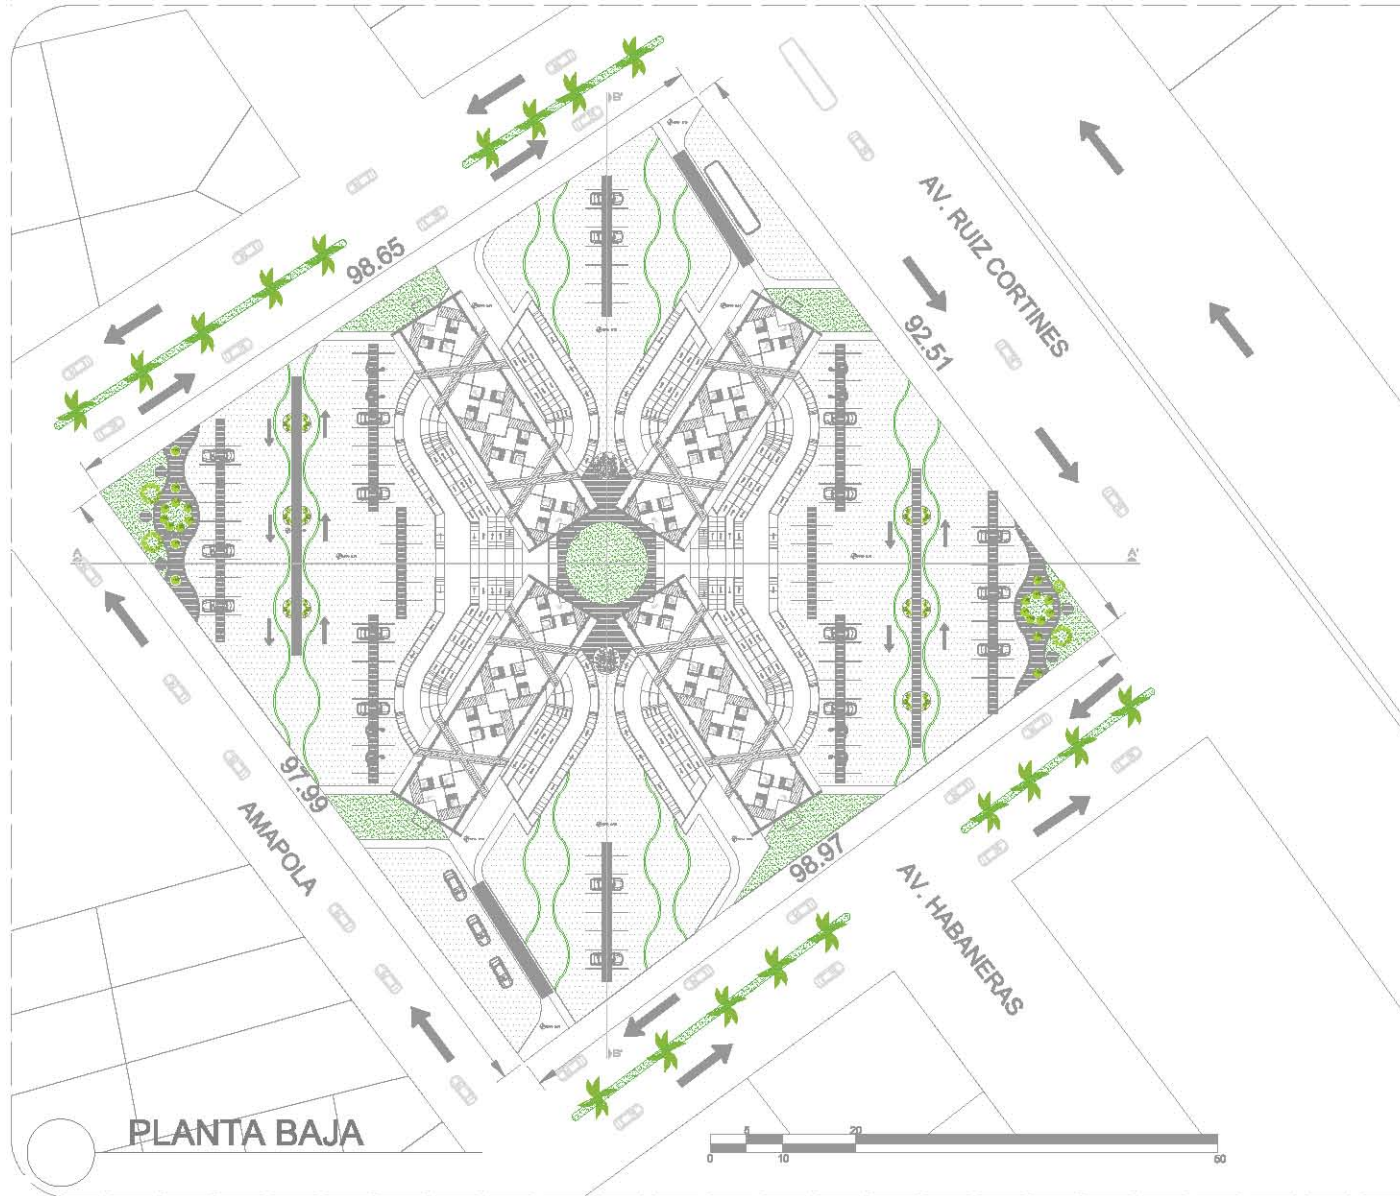 B'
98.65
AV. RUIZ CORTINES
92.51
A
A'
97.99
AMAPOLA
98.97
AV. HABANERAS
B'
PLANTA BAJA
5
20
0
10
50